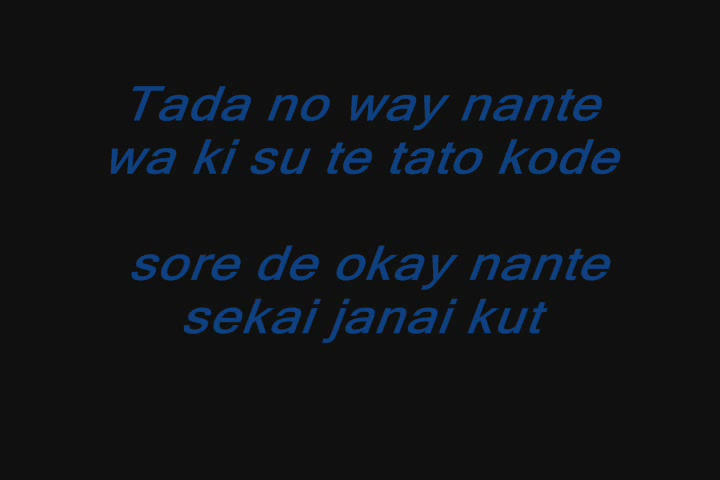 Tada no way nante
wa ki su te tato kode
sore de okay nante
sekai janai kut